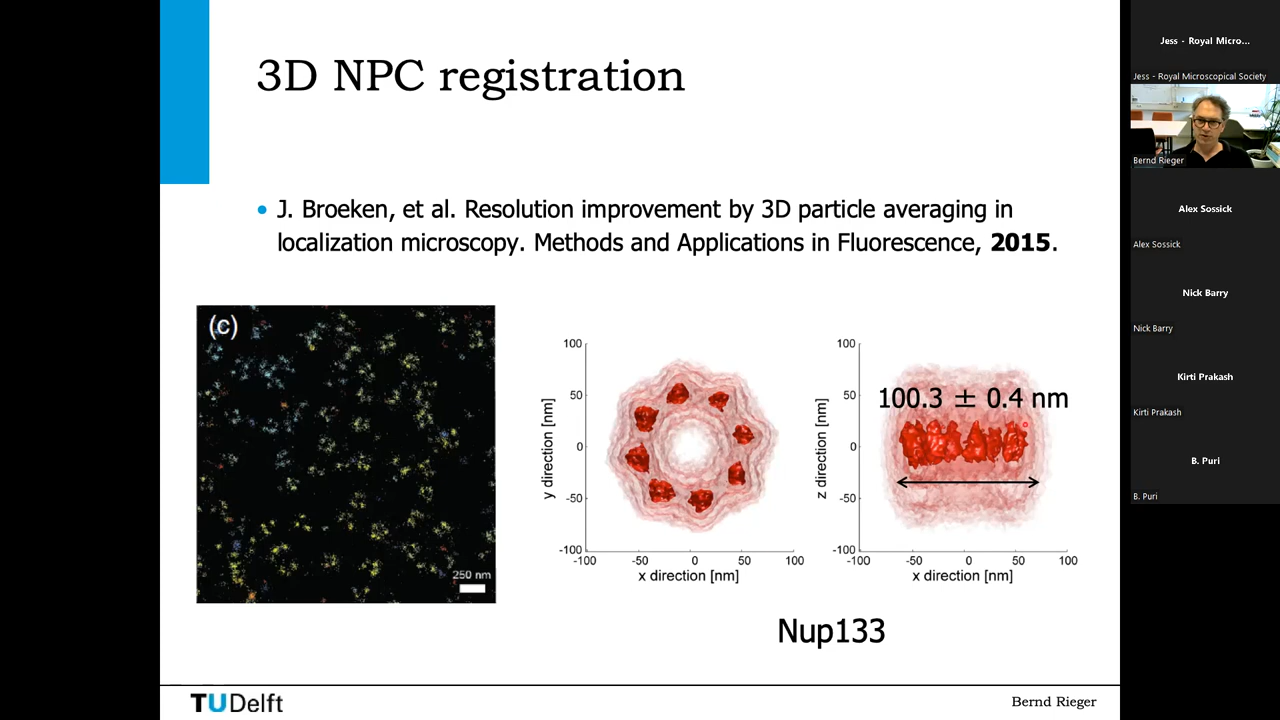 3D NPC registration
• J. Broeken, et al. Resolution improvement by 3D particle averaging in
localization microscopy. Methods and Applications in Fluorescence, 2015.
(c)
250 nm
100
50
0
-50
-100
y direction [nm]
-100
-50
0
50
100
x direction [nm]
100
50
0
-50
-100
z direction [nm]
100.3 ± 0.4 nm
-100
-50
0
50
100
x direction [nm]
Nup133
TUDelft
Bernd Rieger
Jess - Royal Micro...
Jess - Royal Microscopical Society
Bernd Rieger
Alex Sossick
Alex Sossick
Nick Barry
Nick Barry
Kirti Prakash
Kirti Prakash
B. Puri
B. Puri